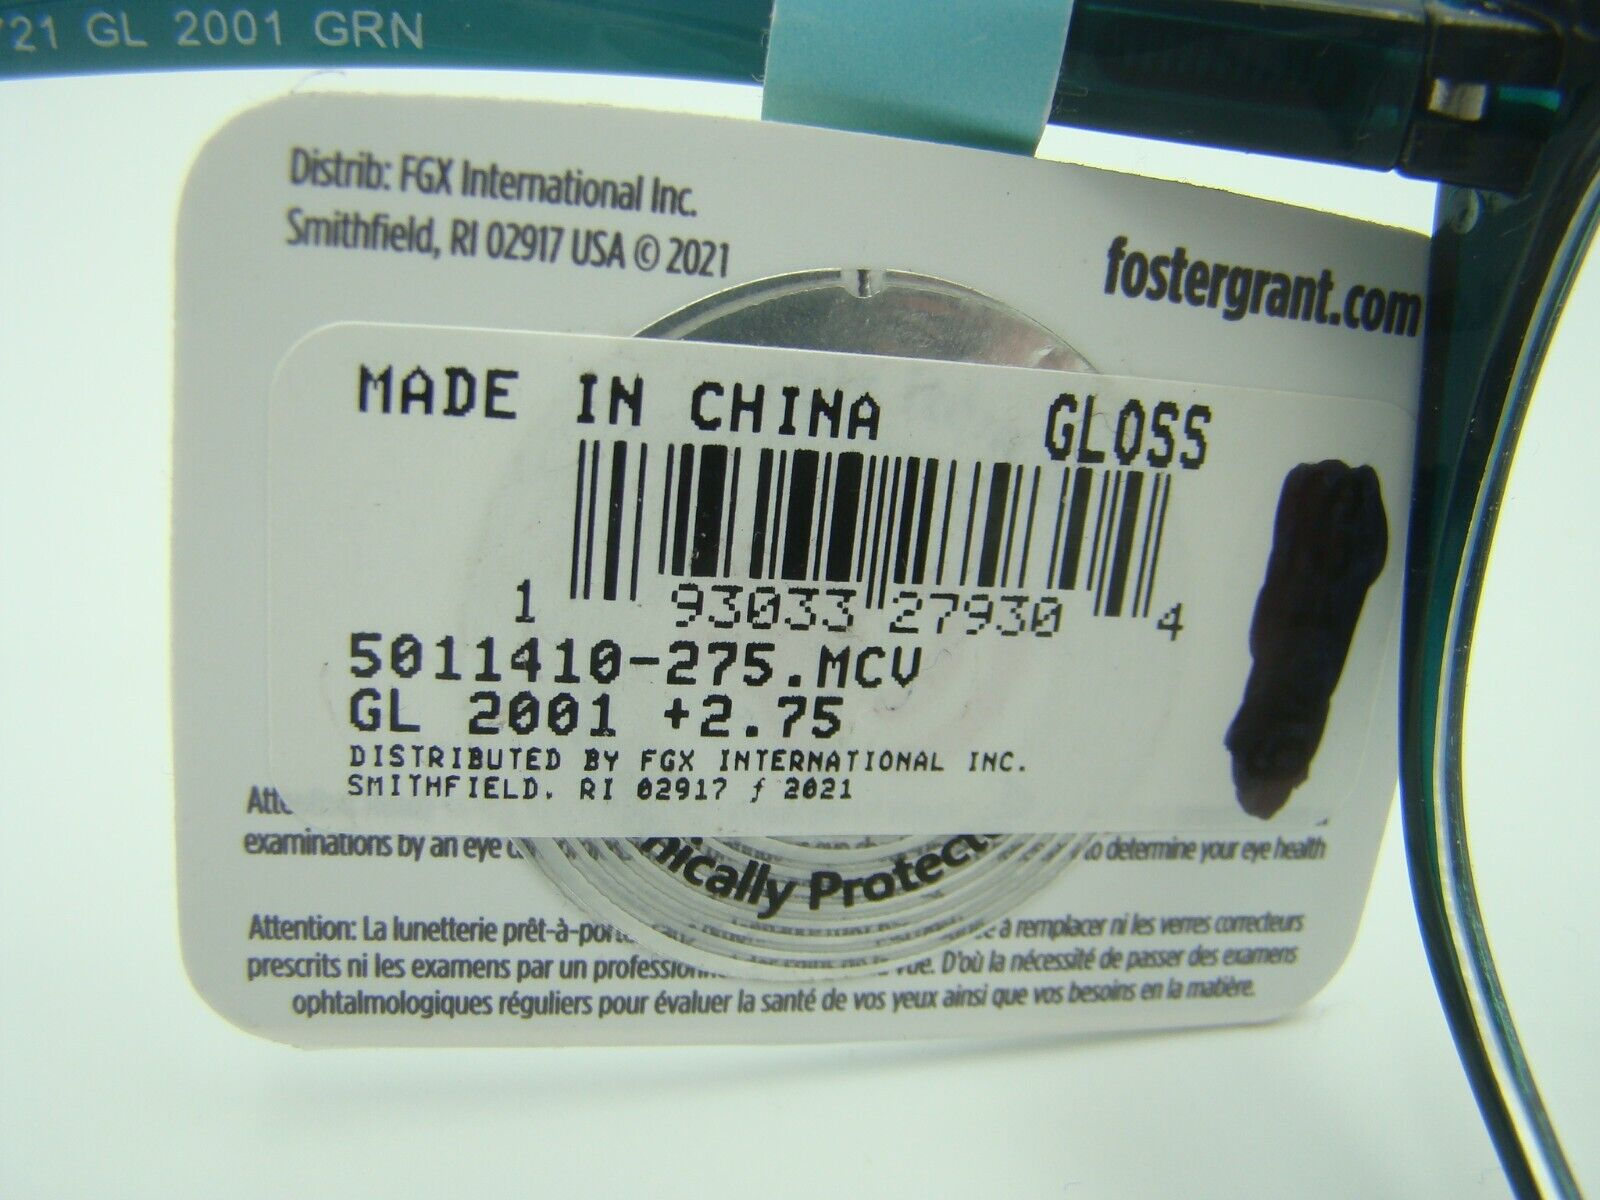 721 GL 2001 GRN
Distrib: FGX International Inc.
Smithfield, RI 02917 USA © 2021
fostergrant.com
MADE IN CHINA GLOSS
1 93033 27930 4
5011410-275.MCV
GL 2001 +2.75
DISTRIBUTED BY FGX INTERNATIONAL INC.
SMITHFIELD, RI 02917 ƒ 2021
examinations by an eye to determine your eye health
Protect
Attention: La lunetterie prêt-à- à remplacer ni les verres correcteurs
prescrits ni les examens par un vue. D'où la nécessité de passer des examens
ophtalmologiques réguliers pour évaluer la santé de vos yeux ainsi que vos besoins en la matière.